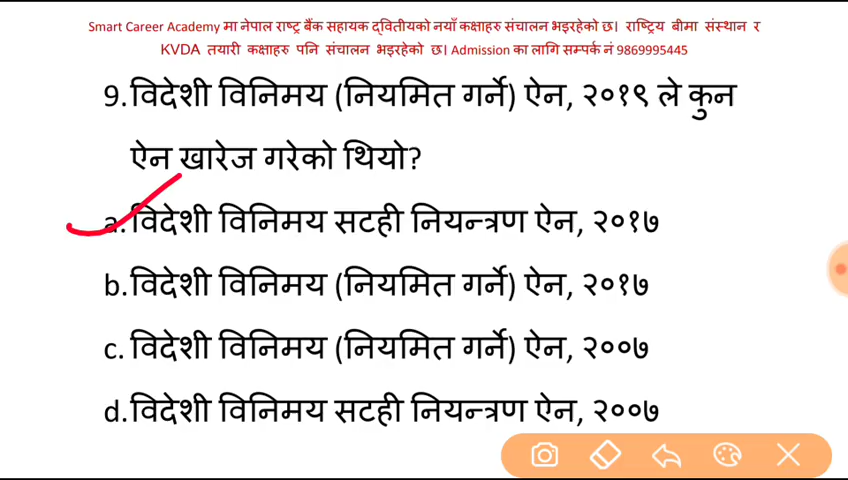 Smart Career Academy मा नेपाल राष्ट्र बैंक सहायक द्वितीयको नयाँ कक्षाहरु संचालन भइरहेको छ। राष्ट्रिय बीमा संस्थान र
KVDA तयारी कक्षाहरु पनि संचालन भइरहेको छ। Admission का लागि सम्पर्क नं 9869995445
9. विदेशी विनिमय (नियमित गर्ने) ऐन, २०१९ ले कुन
ऐन खारेज गरेको थियो?
a. विदेशी विनिमय सटही नियन्त्रण ऐन, २०१७
b. विदेशी विनिमय (नियमित गर्ने) ऐन, २०१७
c. विदेशी विनिमय (नियमित गर्ने) ऐन, २००७
d. विदेशी विनिमय सटही नियन्त्रण ऐन, २००७